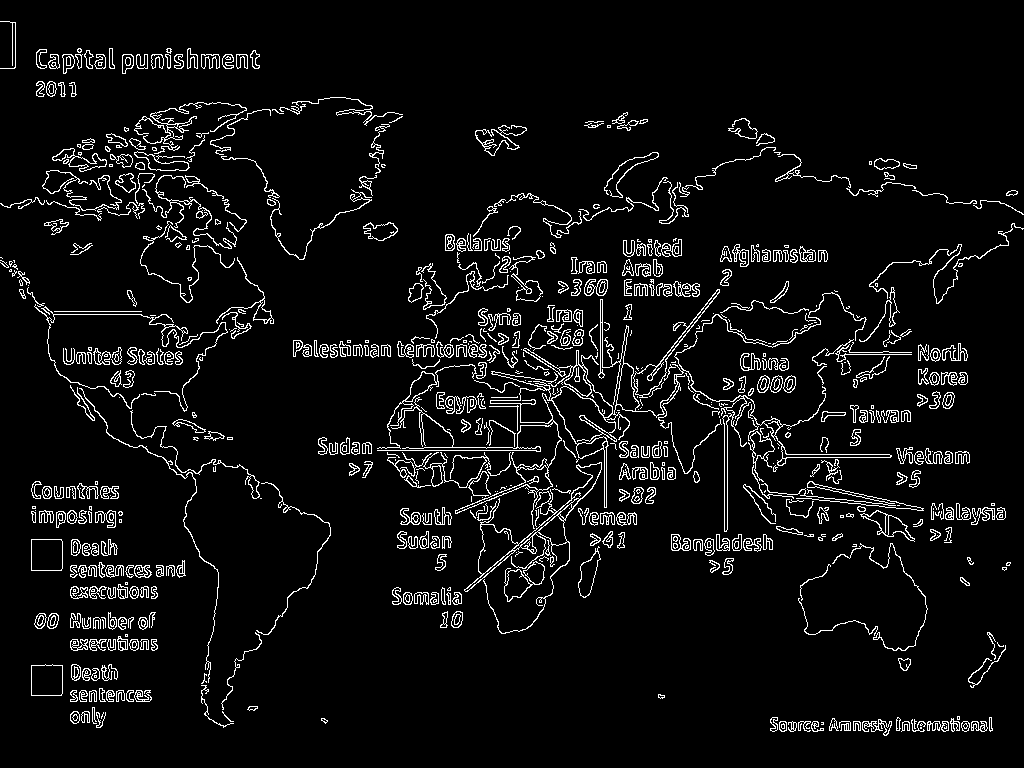 Capital punishment
2011
Belarus
2
Iran
>360
United
Arab
Emirates
1
Afghanistan
2
Syria
>1
Iraq
>68
Palestinian territories
3
United States
43
China
>1,000
North
Korea
>30
Egypt
>1
Taiwan
5
Sudan
>7
Saudi
Arabia
>82
Vietnam
>5
South
Sudan
5
Yemen
>41
Malaysia
>1
Bangladesh
>5
Somalia
10
Countries
imposing:
Death
sentences and
executions
00 Number of
executions
Death
sentences
only
Source: Amnesty International